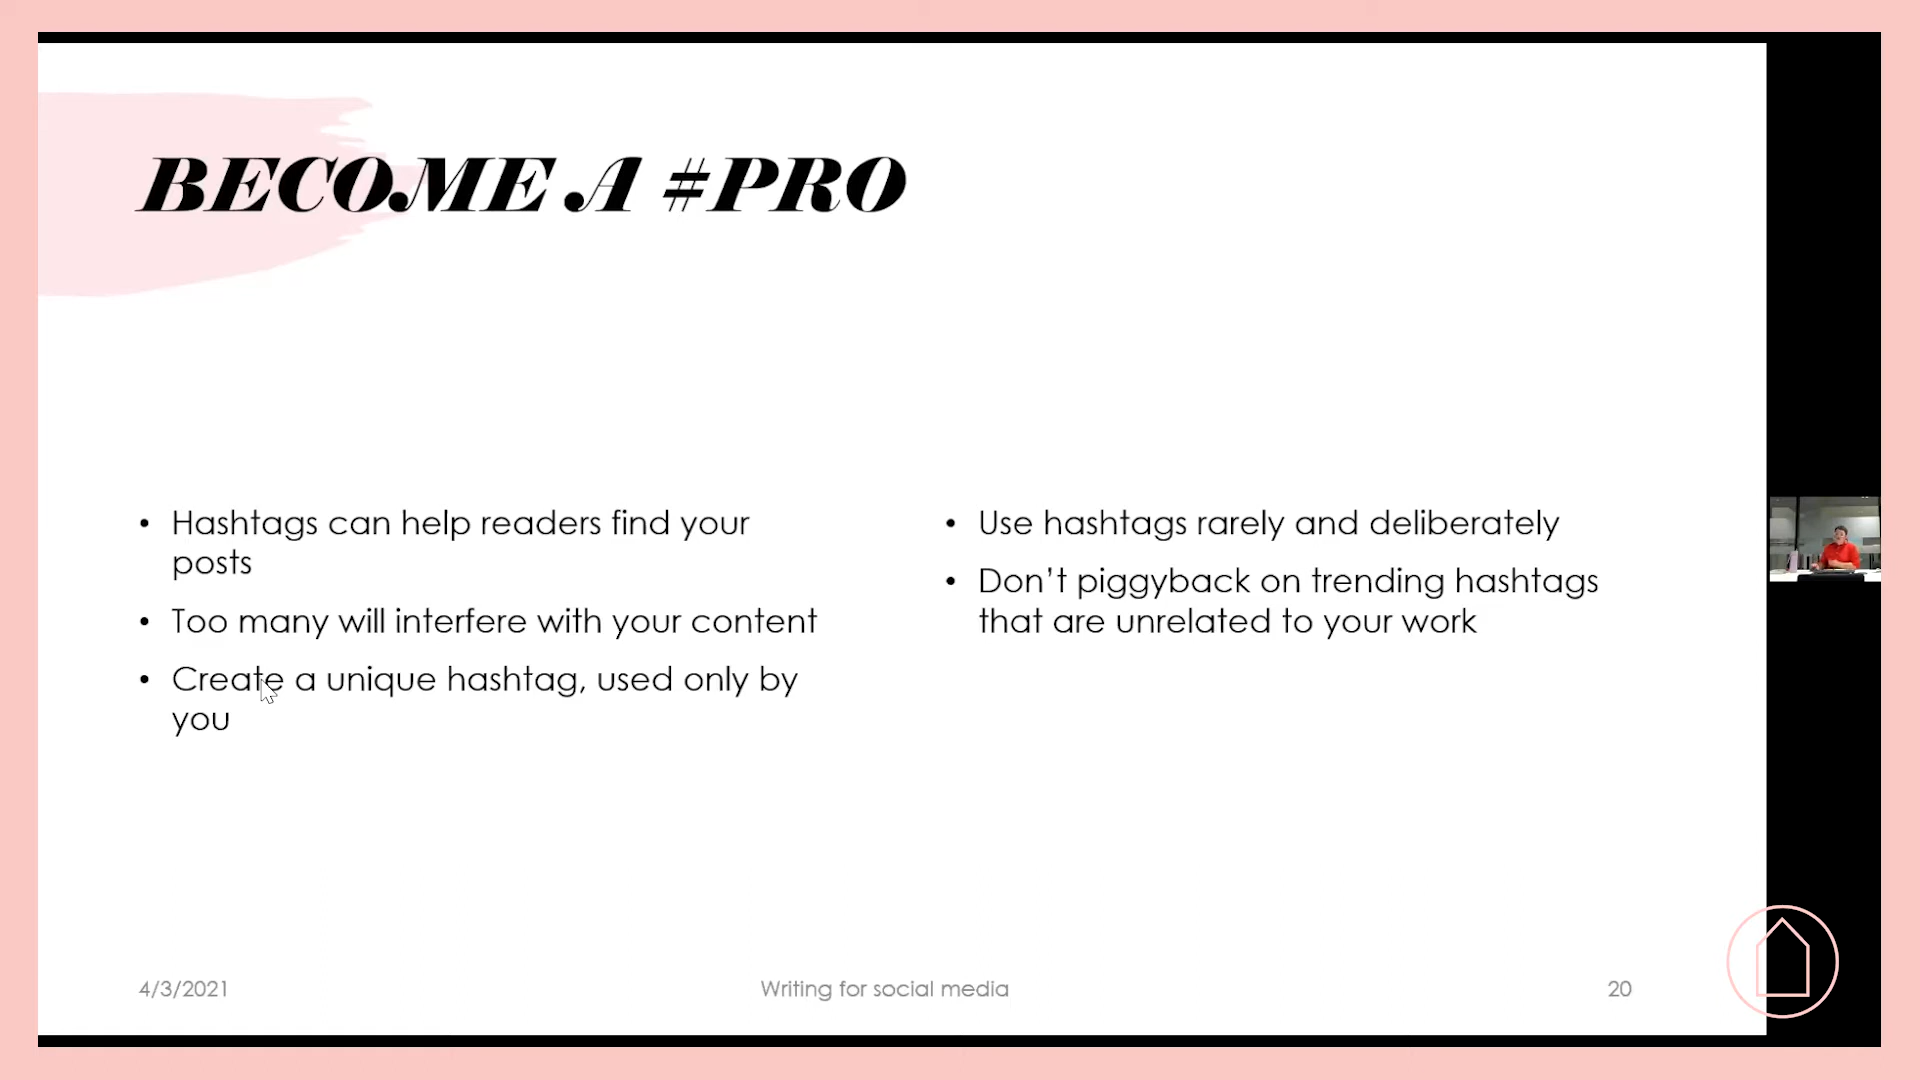 BECOME A #PRO
• Hashtags can help readers find your
posts
• Too many will interfere with your content
• Create a unique hashtag, used only by
you
• Use hashtags rarely and deliberately
• Don’t piggyback on trending hashtags
that are unrelated to your work
4/3/2021
Writing for social media
20